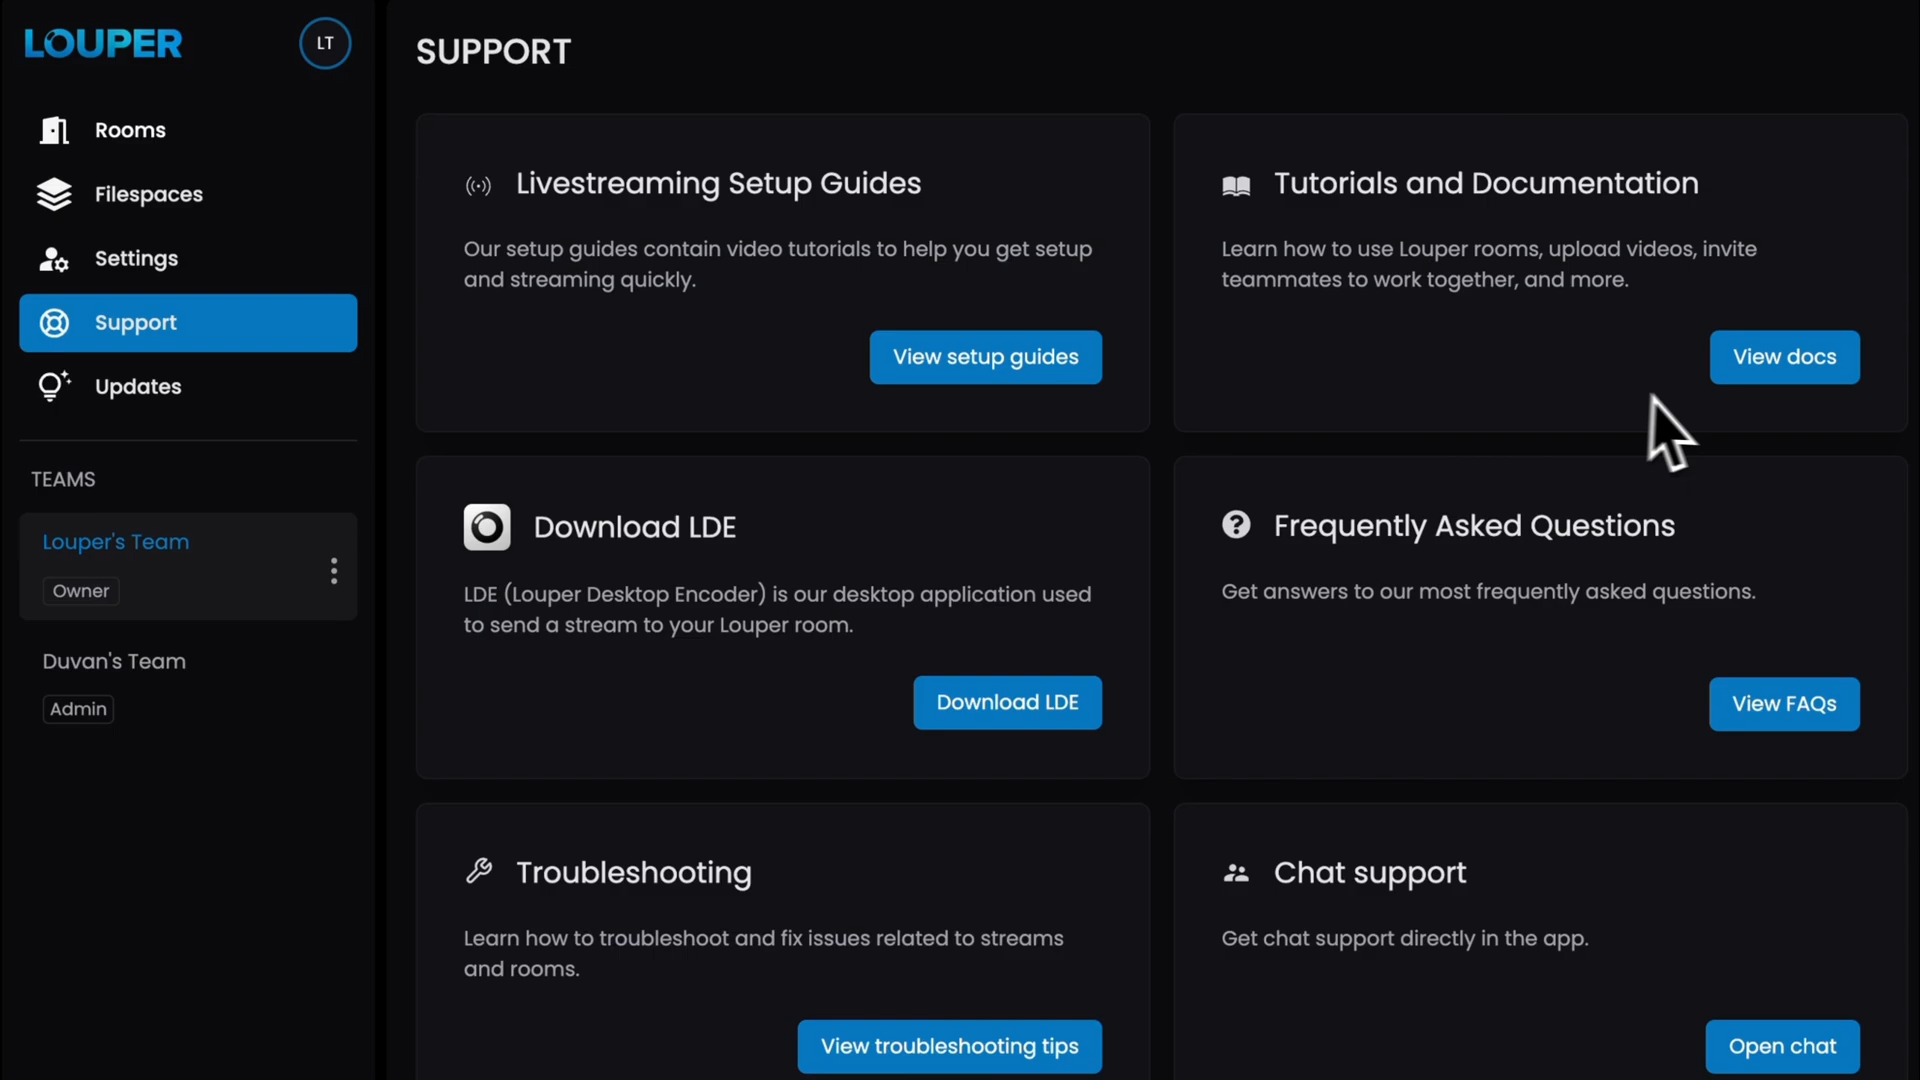 LOUPER
LT
Rooms
Filespaces
Settings
Support
Updates
TEAMS
Louper's Team
Owner
Duvan's Team
Admin
SUPPORT
Livestreaming Setup Guides
Our setup guides contain video tutorials to help you get setup
and streaming quickly.
View setup guides
Tutorials and Documentation
Learn how to use Louper rooms, upload videos, invite
teammates to work together, and more.
View docs
Download LDE
LDE (Louper Desktop Encoder) is our desktop application used
to send a stream to your Louper room.
Download LDE
Frequently Asked Questions
Get answers to our most frequently asked questions.
View FAQs
Troubleshooting
Learn how to troubleshoot and fix issues related to streams
and rooms.
View troubleshooting tips
Chat support
Get chat support directly in the app.
Open chat